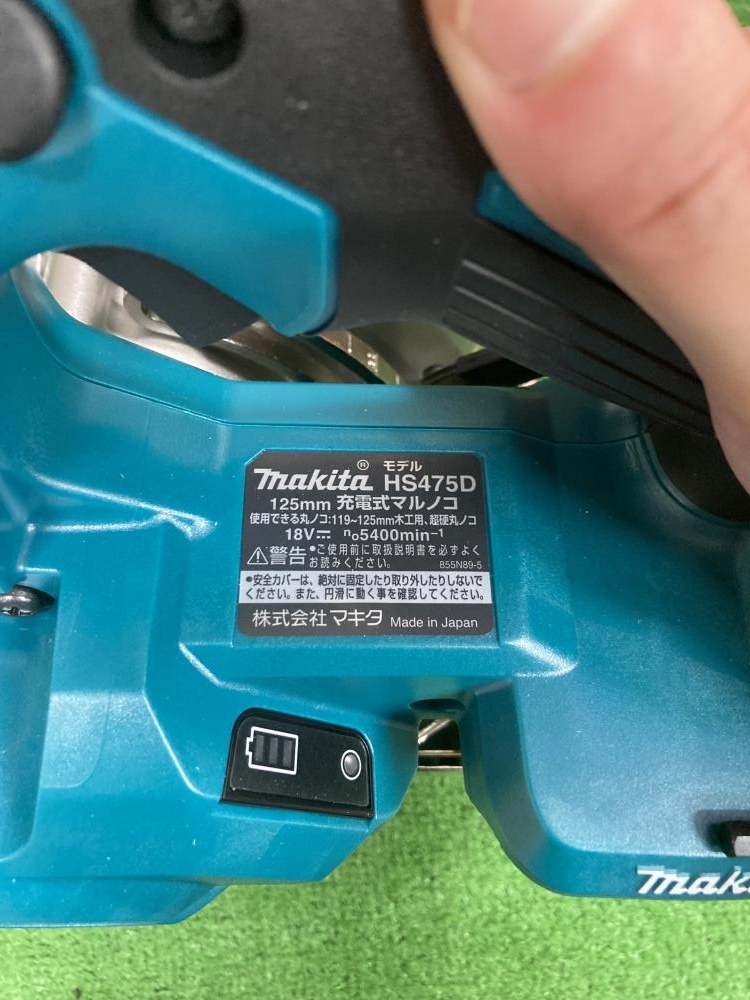 makita® モデル HS475D
125mm 充電式マルノコ
使用できる丸ノコ:119~125mm木工用、超硬丸ノコ
18V⎓ n₀5400min⁻¹
⚠警告 •ご使用前に取扱説明書を必ずよく
お読みください。 855N89-5
•安全カバーは、絶対に固定したり取り外したりしないで
ください。また、円滑に動く事を確認してください。
株式会社マキタ Made in Japan